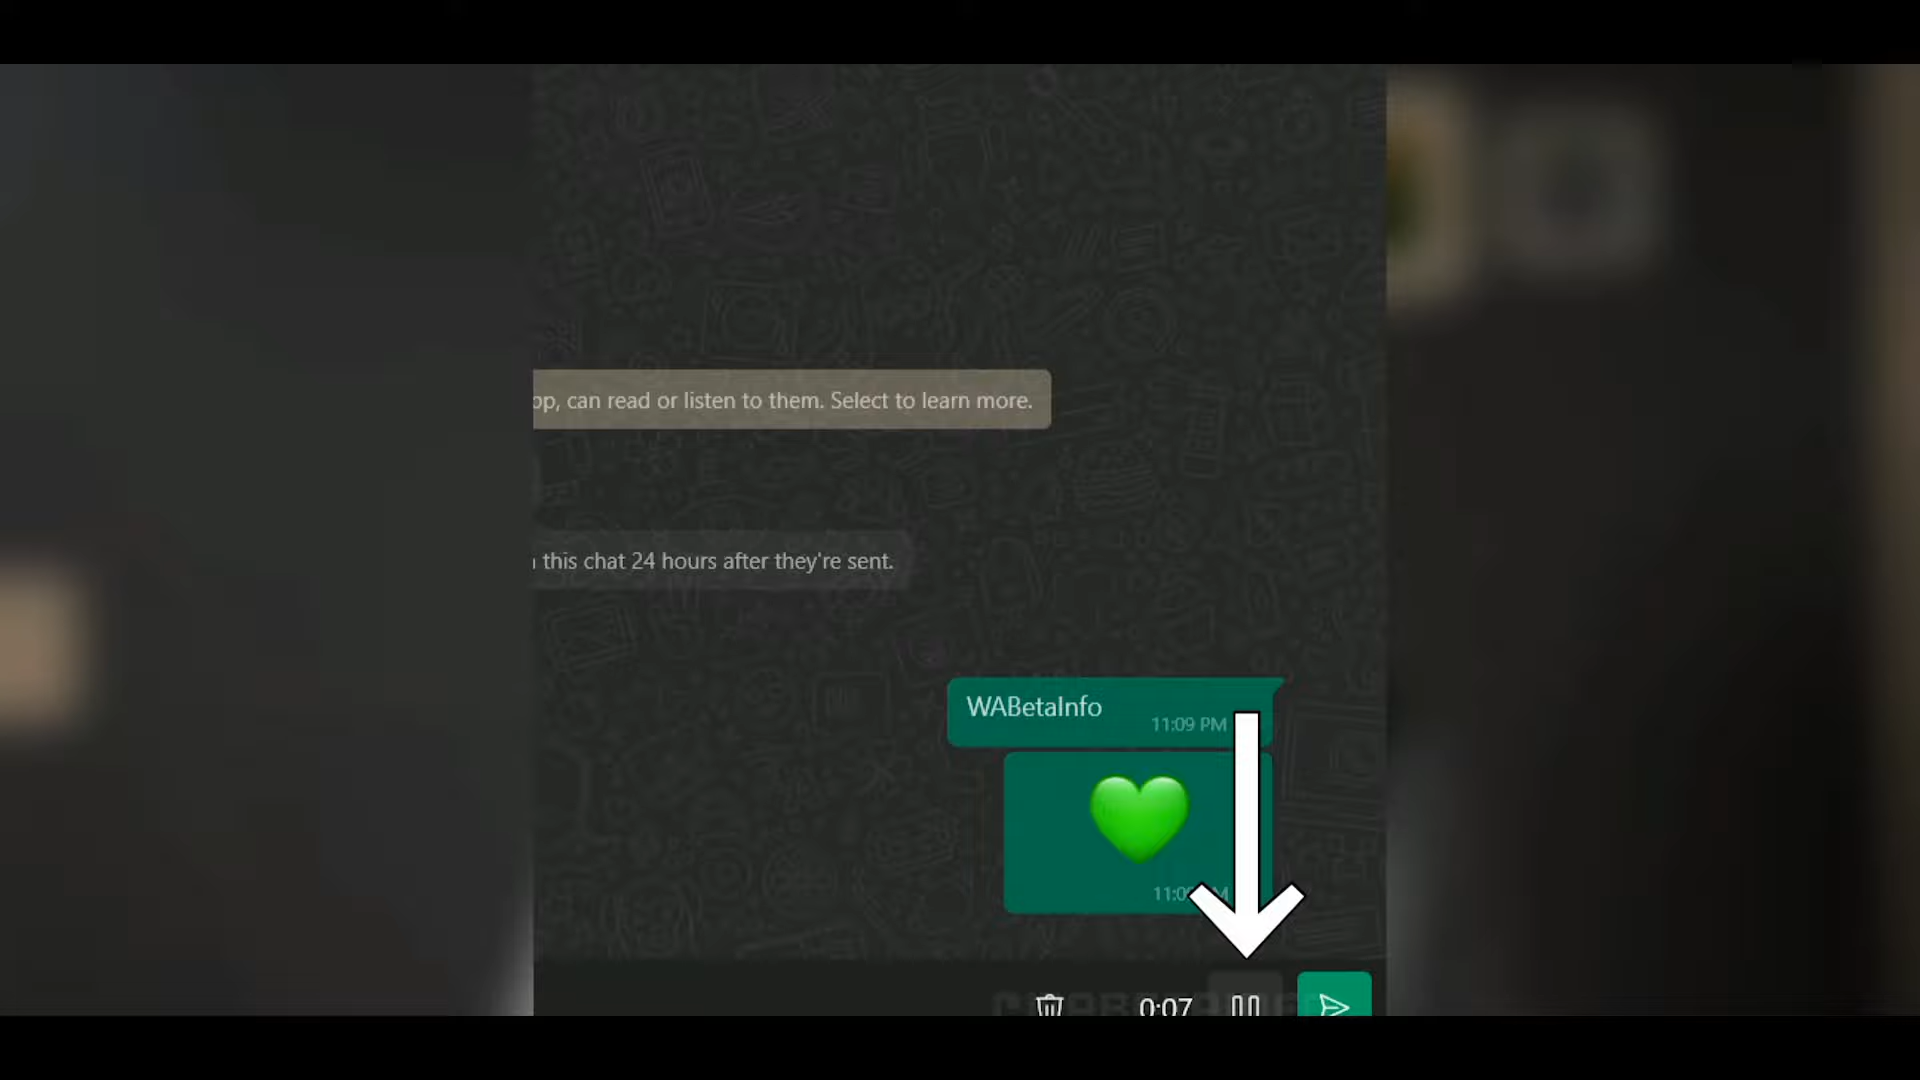 pp, can read or listen to them. Select to learn more.
this chat 24 hours after they're sent.
WABetaInfo
11:09 PM
0:07